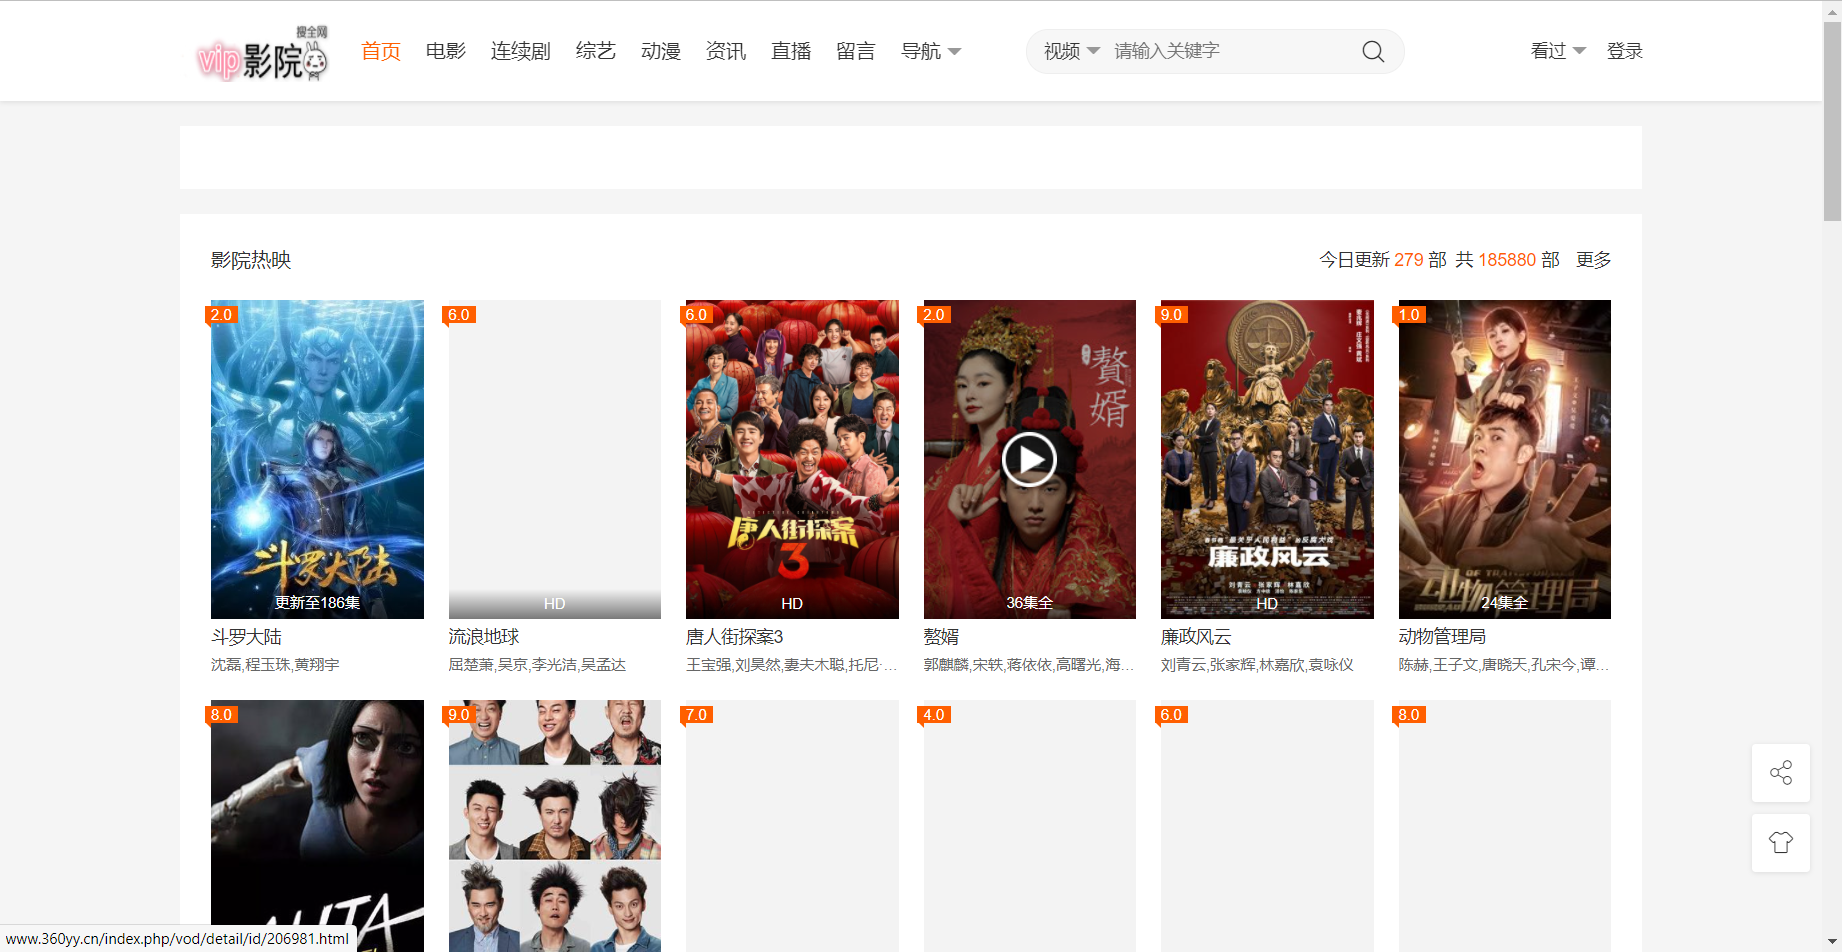 搜全网
vip影院
首页 电影 连续剧 综艺 动漫 资讯 直播 留言 导航
视频 请输入关键字
看过 登录
影院热映
今日更新 279 部 共 185880 部 更多
2.0
斗罗大陆
更新至186集
斗罗大陆
沈磊,程玉珠,黄翔宇
6.0
HD
流浪地球
屈楚萧,吴京,李光洁,吴孟达
6.0
唐人街探案
3
HD
唐人街探案3
王宝强,刘昊然,妻夫木聪,托尼·...
2.0
赘婿
36集全
赘婿
郭麒麟,宋轶,蒋依依,高曙光,海...
9.0
廉政风云
刘青云 张家辉 林嘉欣
HD
廉政风云
刘青云,张家辉,林嘉欣,袁咏仪
1.0
动物管理局
24集全
动物管理局
陈赫,王子文,唐晓天,孔宋今,谭...
8.0
9.0
7.0
4.0
6.0
8.0
www.360yy.cn/index.php/vod/detail/id/206981.html